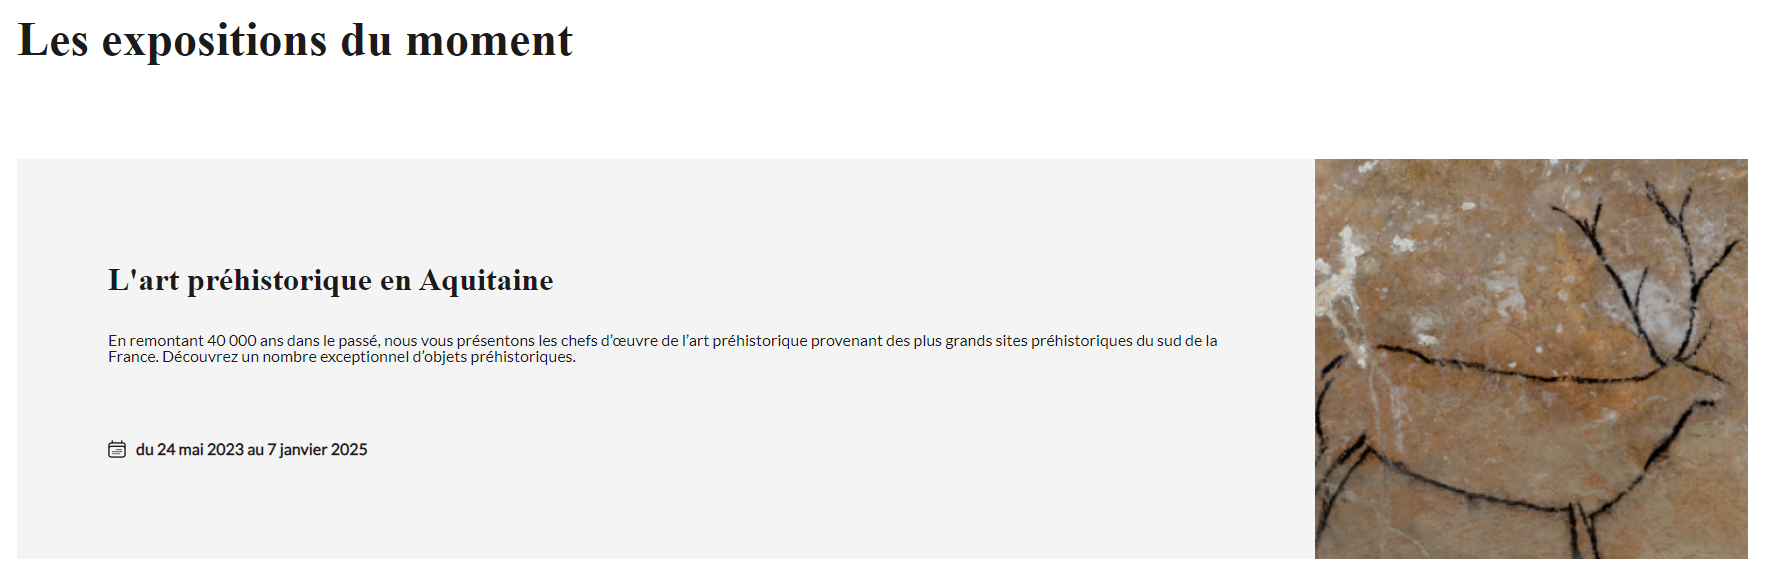 Les expositions du moment
L'art préhistorique en Aquitaine
En remontant 40 000 ans dans le passé, nous vous présentons les chefs d’œuvre de l’art préhistorique provenant des plus grands sites préhistoriques du sud de la
France. Découvrez un nombre exceptionnel d’objets préhistoriques.
du 24 mai 2023 au 7 janvier 2025